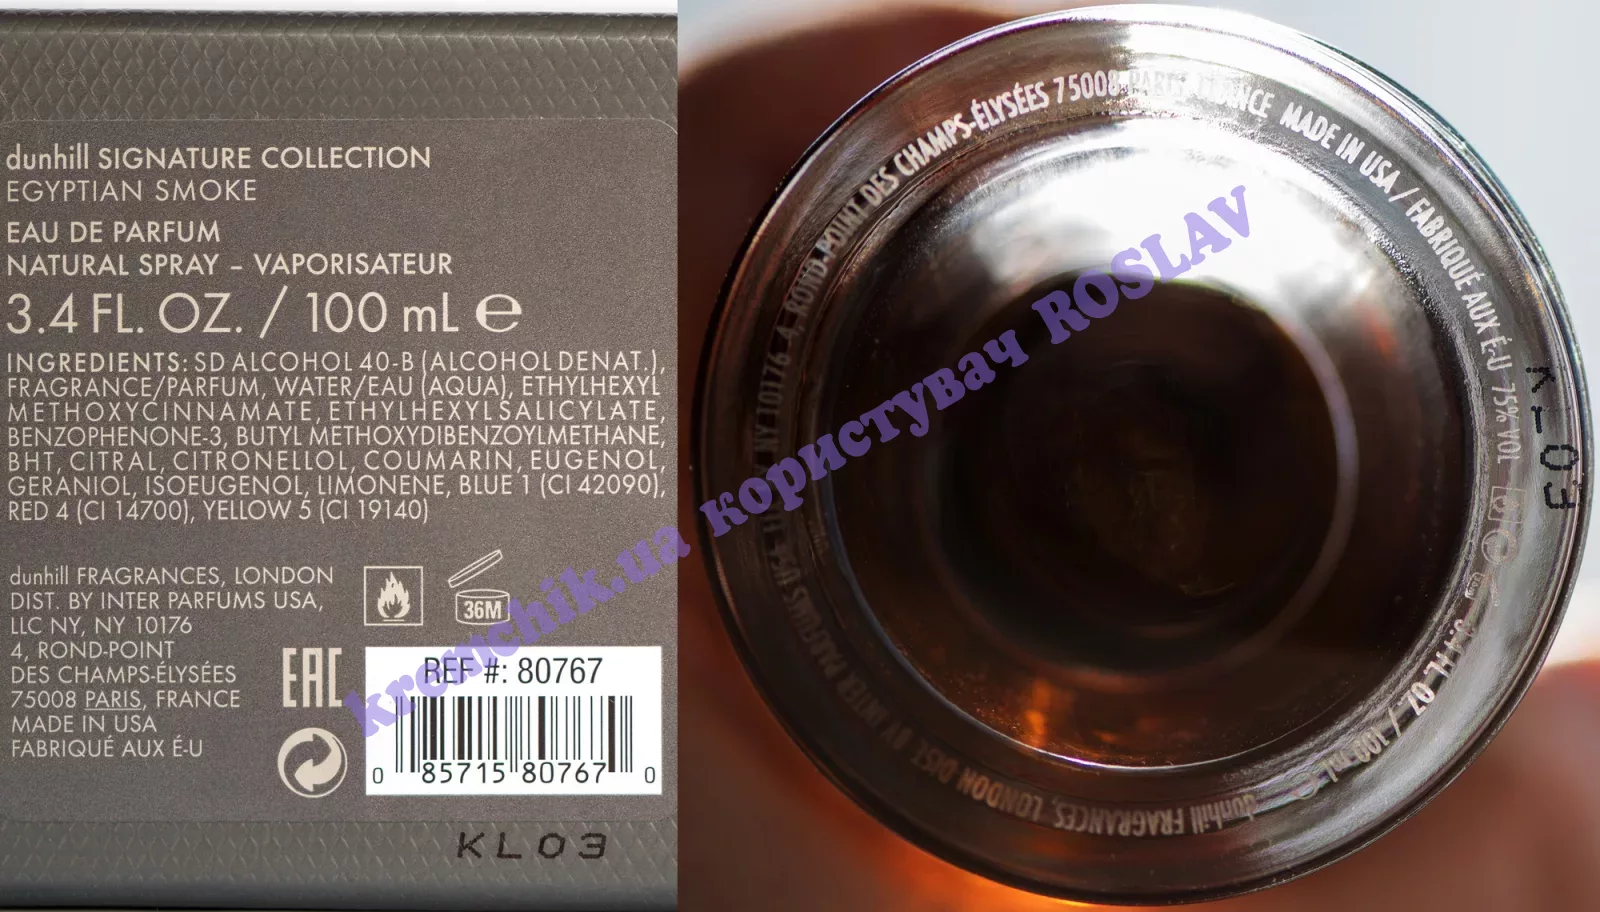 dunhill SIGNATURE COLLECTION
EGYPTIAN SMOKE
EAU DE PARFUM
NATURAL SPRAY – VAPORISATEUR
3.4 FL. OZ. / 100 mL e
INGREDIENTS: SD ALCOHOL 40-B (ALCOHOL DENAT.),
FRAGRANCE/PARFUM, WATER/EAU (AQUA), ETHYLHEXYL
METHOXYCINNAMATE, ETHYLHEXYL SALICYLATE,
BENZOPHENONE-3, BUTYL METHOXYDIBENZOYLMETHANE,
BHT, CITRAL, CITRONELLOL, COUMARIN, EUGENOL,
GERANIOL, ISOEUGENOL, LIMONENE, BLUE 1 (CI 42090),
RED 4 (CI 14700), YELLOW 5 (CI 19140)
dunhill FRAGRANCES, LONDON
DIST. BY INTER PARFUMS USA,
LLC NY, NY 10176
4, ROND-POINT
DES CHAMPS-ÉLYSÉES
75008 PARIS, FRANCE
MADE IN USA
FABRIQUÉ AUX É-U
36M
EAC
REF #: 80767
0 85715 80767 0
KL03
dunhill FRAGRANCES, LONDON DIST. BY INTER PARFUMS USA, NY 10176 4, ROND-POINT DES CHAMPS-ÉLYSÉES 75008 PARIS, FRANCE MADE IN USA / FABRIQUÉ AUX É-U 75% VOL
3.4 FL. OZ. / 100 mL
KL03
kremchik.ua користувач ROSLAV